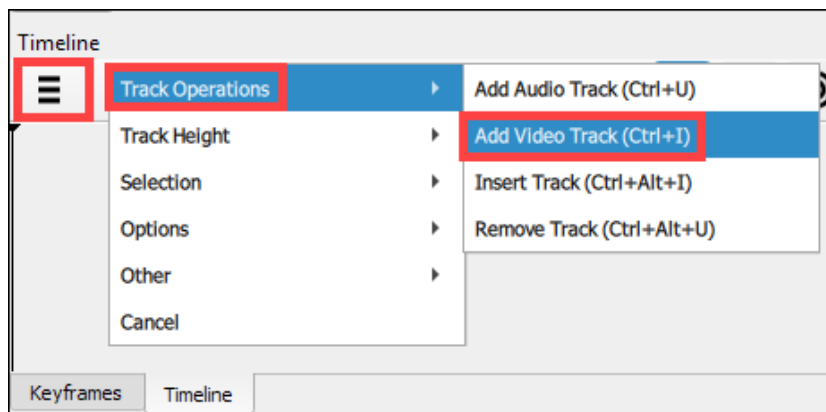 Timeline
Track Operations
Track Height
Selection
Options
Other
Cancel
Add Audio Track (Ctrl+U)
Add Video Track (Ctrl+I)
Insert Track (Ctrl+Alt+I)
Remove Track (Ctrl+Alt+U)
Keyframes
Timeline